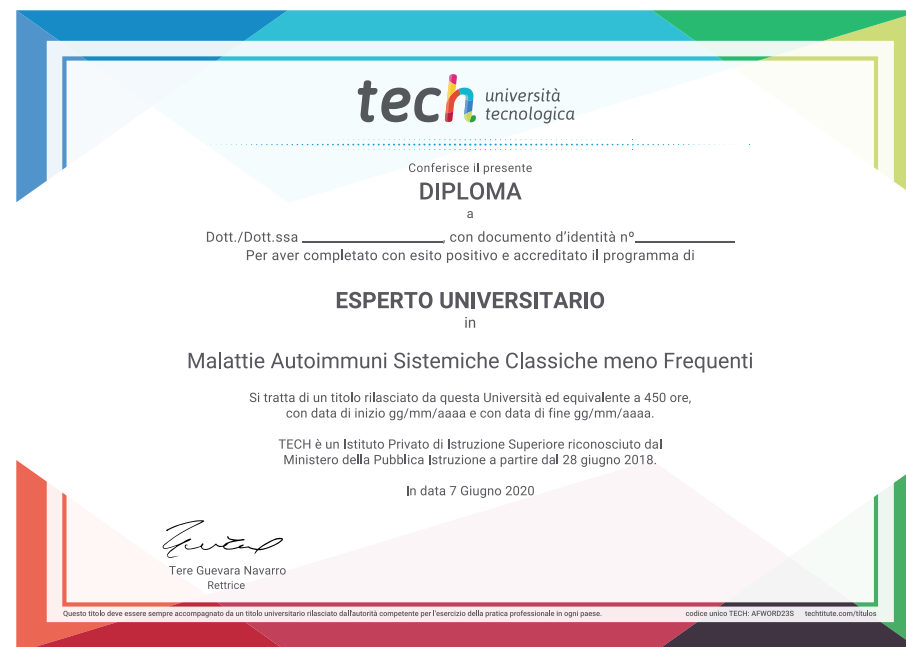 tech università
tecnologica
Conferisce il presente
DIPLOMA
a
Dott./Dott.ssa ____________________, con documento d'identità nº______________
Per aver completato con esito positivo e accreditato il programma di
ESPERTO UNIVERSITARIO
in
Malattie Autoimmuni Sistemiche Classiche meno Frequenti
Si tratta di un titolo rilasciato da questa Università ed equivalente a 450 ore,
con data di inizio gg/mm/aaaa e con data di fine gg/mm/aaaa.
TECH è un Istituto Privato di Istruzione Superiore riconosciuto dal
Ministero della Pubblica Istruzione a partire dal 28 giugno 2018.
In data 7 Giugno 2020
Tere Guevara Navarro
Rettrice
Questo titolo deve essere sempre accompagnato da un titolo universitario rilasciato dall'autorità competente per l'esercizio della pratica professionale in ogni paese. codice unico TECH: AFWORD23S techtitute.com/titulos